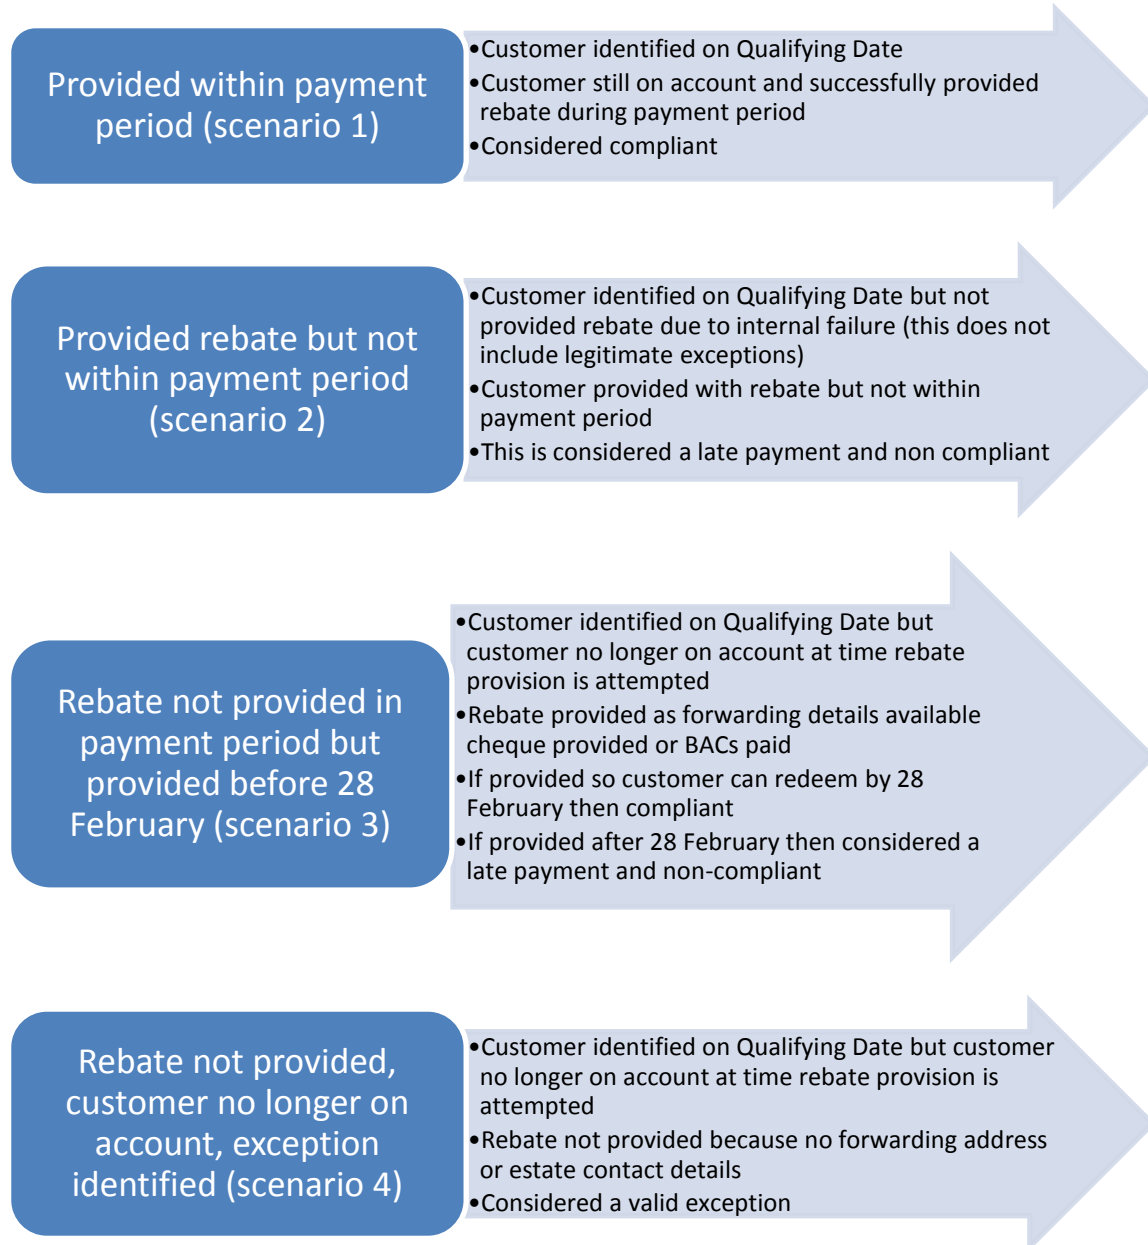 Provided within payment
period (scenario 1)
•Customer identified on Qualifying Date
•Customer still on account and successfully provided
rebate during payment period
•Considered compliant
Provided rebate but not
within payment period
(scenario 2)
•Customer identified on Qualifying Date but not
provided rebate due to internal failure (this does not
include legitimate exceptions)
•Customer provided with rebate but not within
payment period
•This is considered a late payment and non compliant
Rebate not provided in
payment period but
provided before 28
February (scenario 3)
•Customer identified on Qualifying Date but
customer no longer on account at time rebate
provision is attempted
•Rebate provided as forwarding details available
cheque provided or BACs paid
•If provided so customer can redeem by 28
February then compliant
•If provided after 28 February then considered a
late payment and non-compliant
Rebate not provided,
customer no longer on
account, exception
identified (scenario 4)
•Customer identified on Qualifying Date but customer
no longer on account at time rebate provision is
attempted
•Rebate not provided because no forwarding address
or estate contact details
•Considered a valid exception